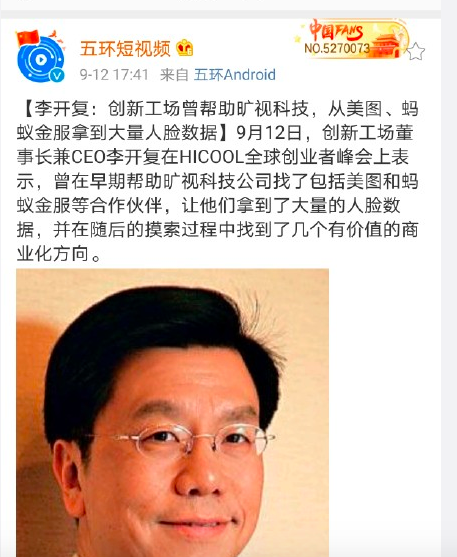 五环短视频
中国FANS
NO.5270073
9-12 17:41 来自 五环Android
【李开复：创新工场曾帮助旷视科技，从美图、蚂
蚁金服拿到大量人脸数据】9月12日，创新工场董
事长兼CEO李开复在HICOOL全球创业者峰会上表
示，曾在早期帮助旷视科技公司找了包括美图和蚂
蚁金服等合作伙伴，让他们拿到了大量的人脸数
据，并在随后的摸索过程中找到了几个有价值的商
业化方向。